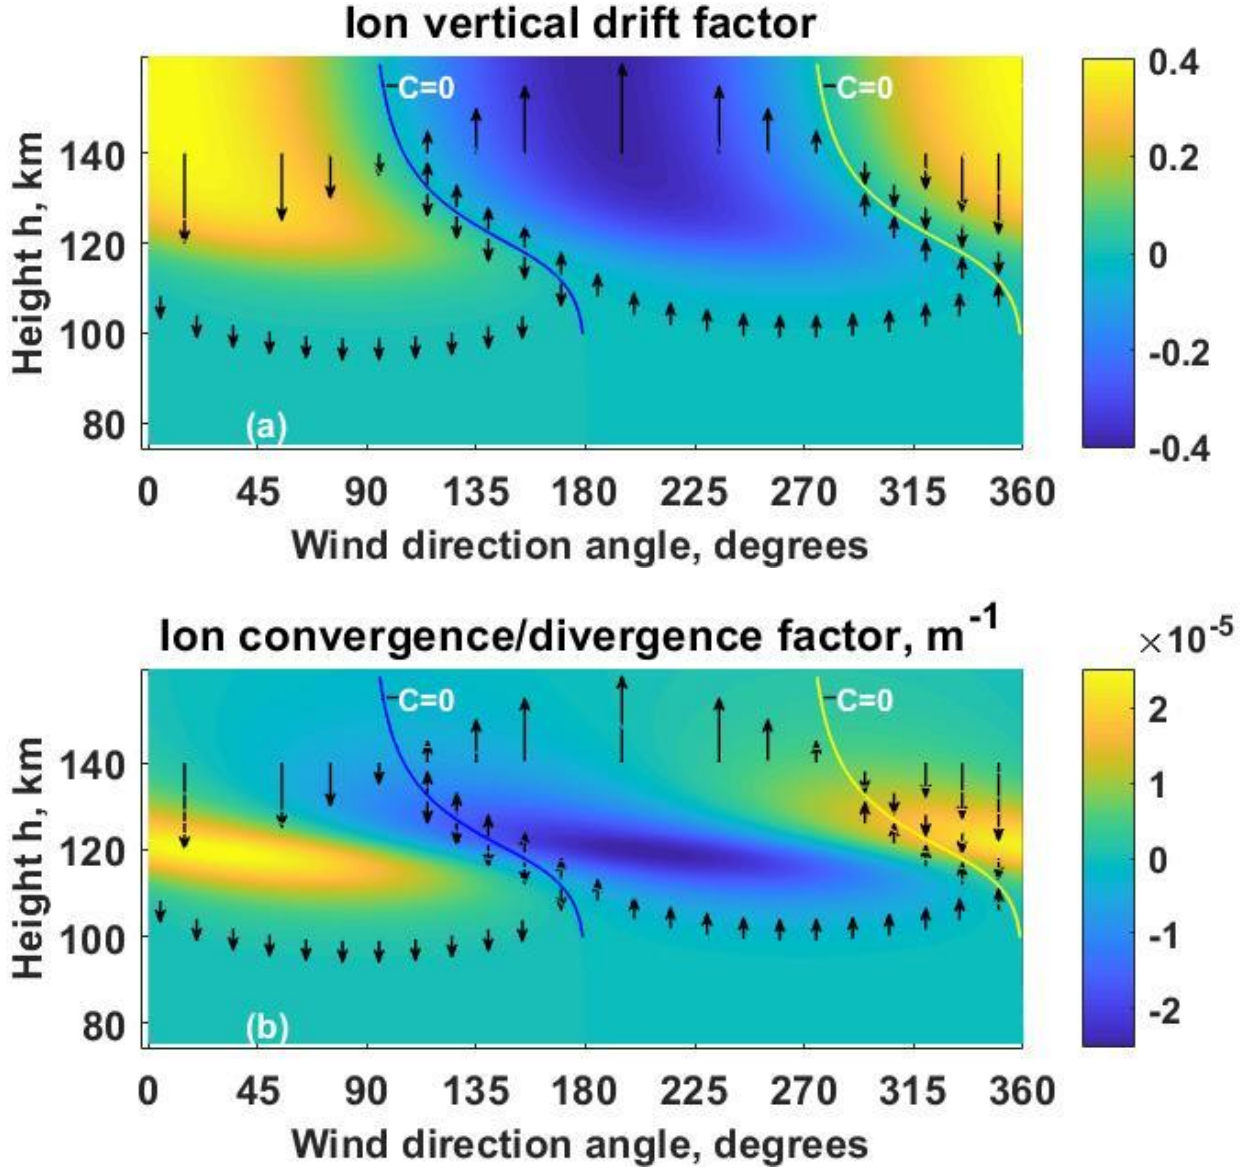 Ion vertical drift factor
C=0
C=0
0.4
0.2
0
-0.2
-0.4
140
120
100
80
Height h, km
(a)
0 45 90 135 180 225 270 315 360
Wind direction angle, degrees
Ion convergence/divergence factor, m⁻¹
×10⁻⁵
C=0
C=0
2
1
0
-1
-2
140
120
100
80
Height h, km
(b)
0 45 90 135 180 225 270 315 360
Wind direction angle, degrees